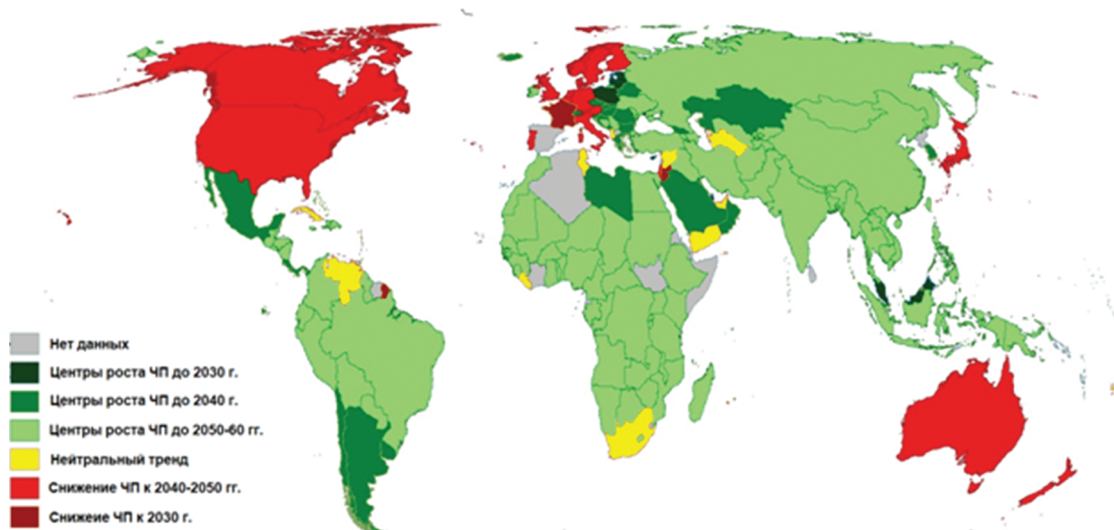 Нет данных
Центры роста ЧП до 2030 г.
Центры роста ЧП до 2040 г.
Центры роста ЧП до 2050-60 гг.
Нейтральный тренд
Снижение ЧП к 2040-2050 гг.
Снижеие ЧП к 2030 г.